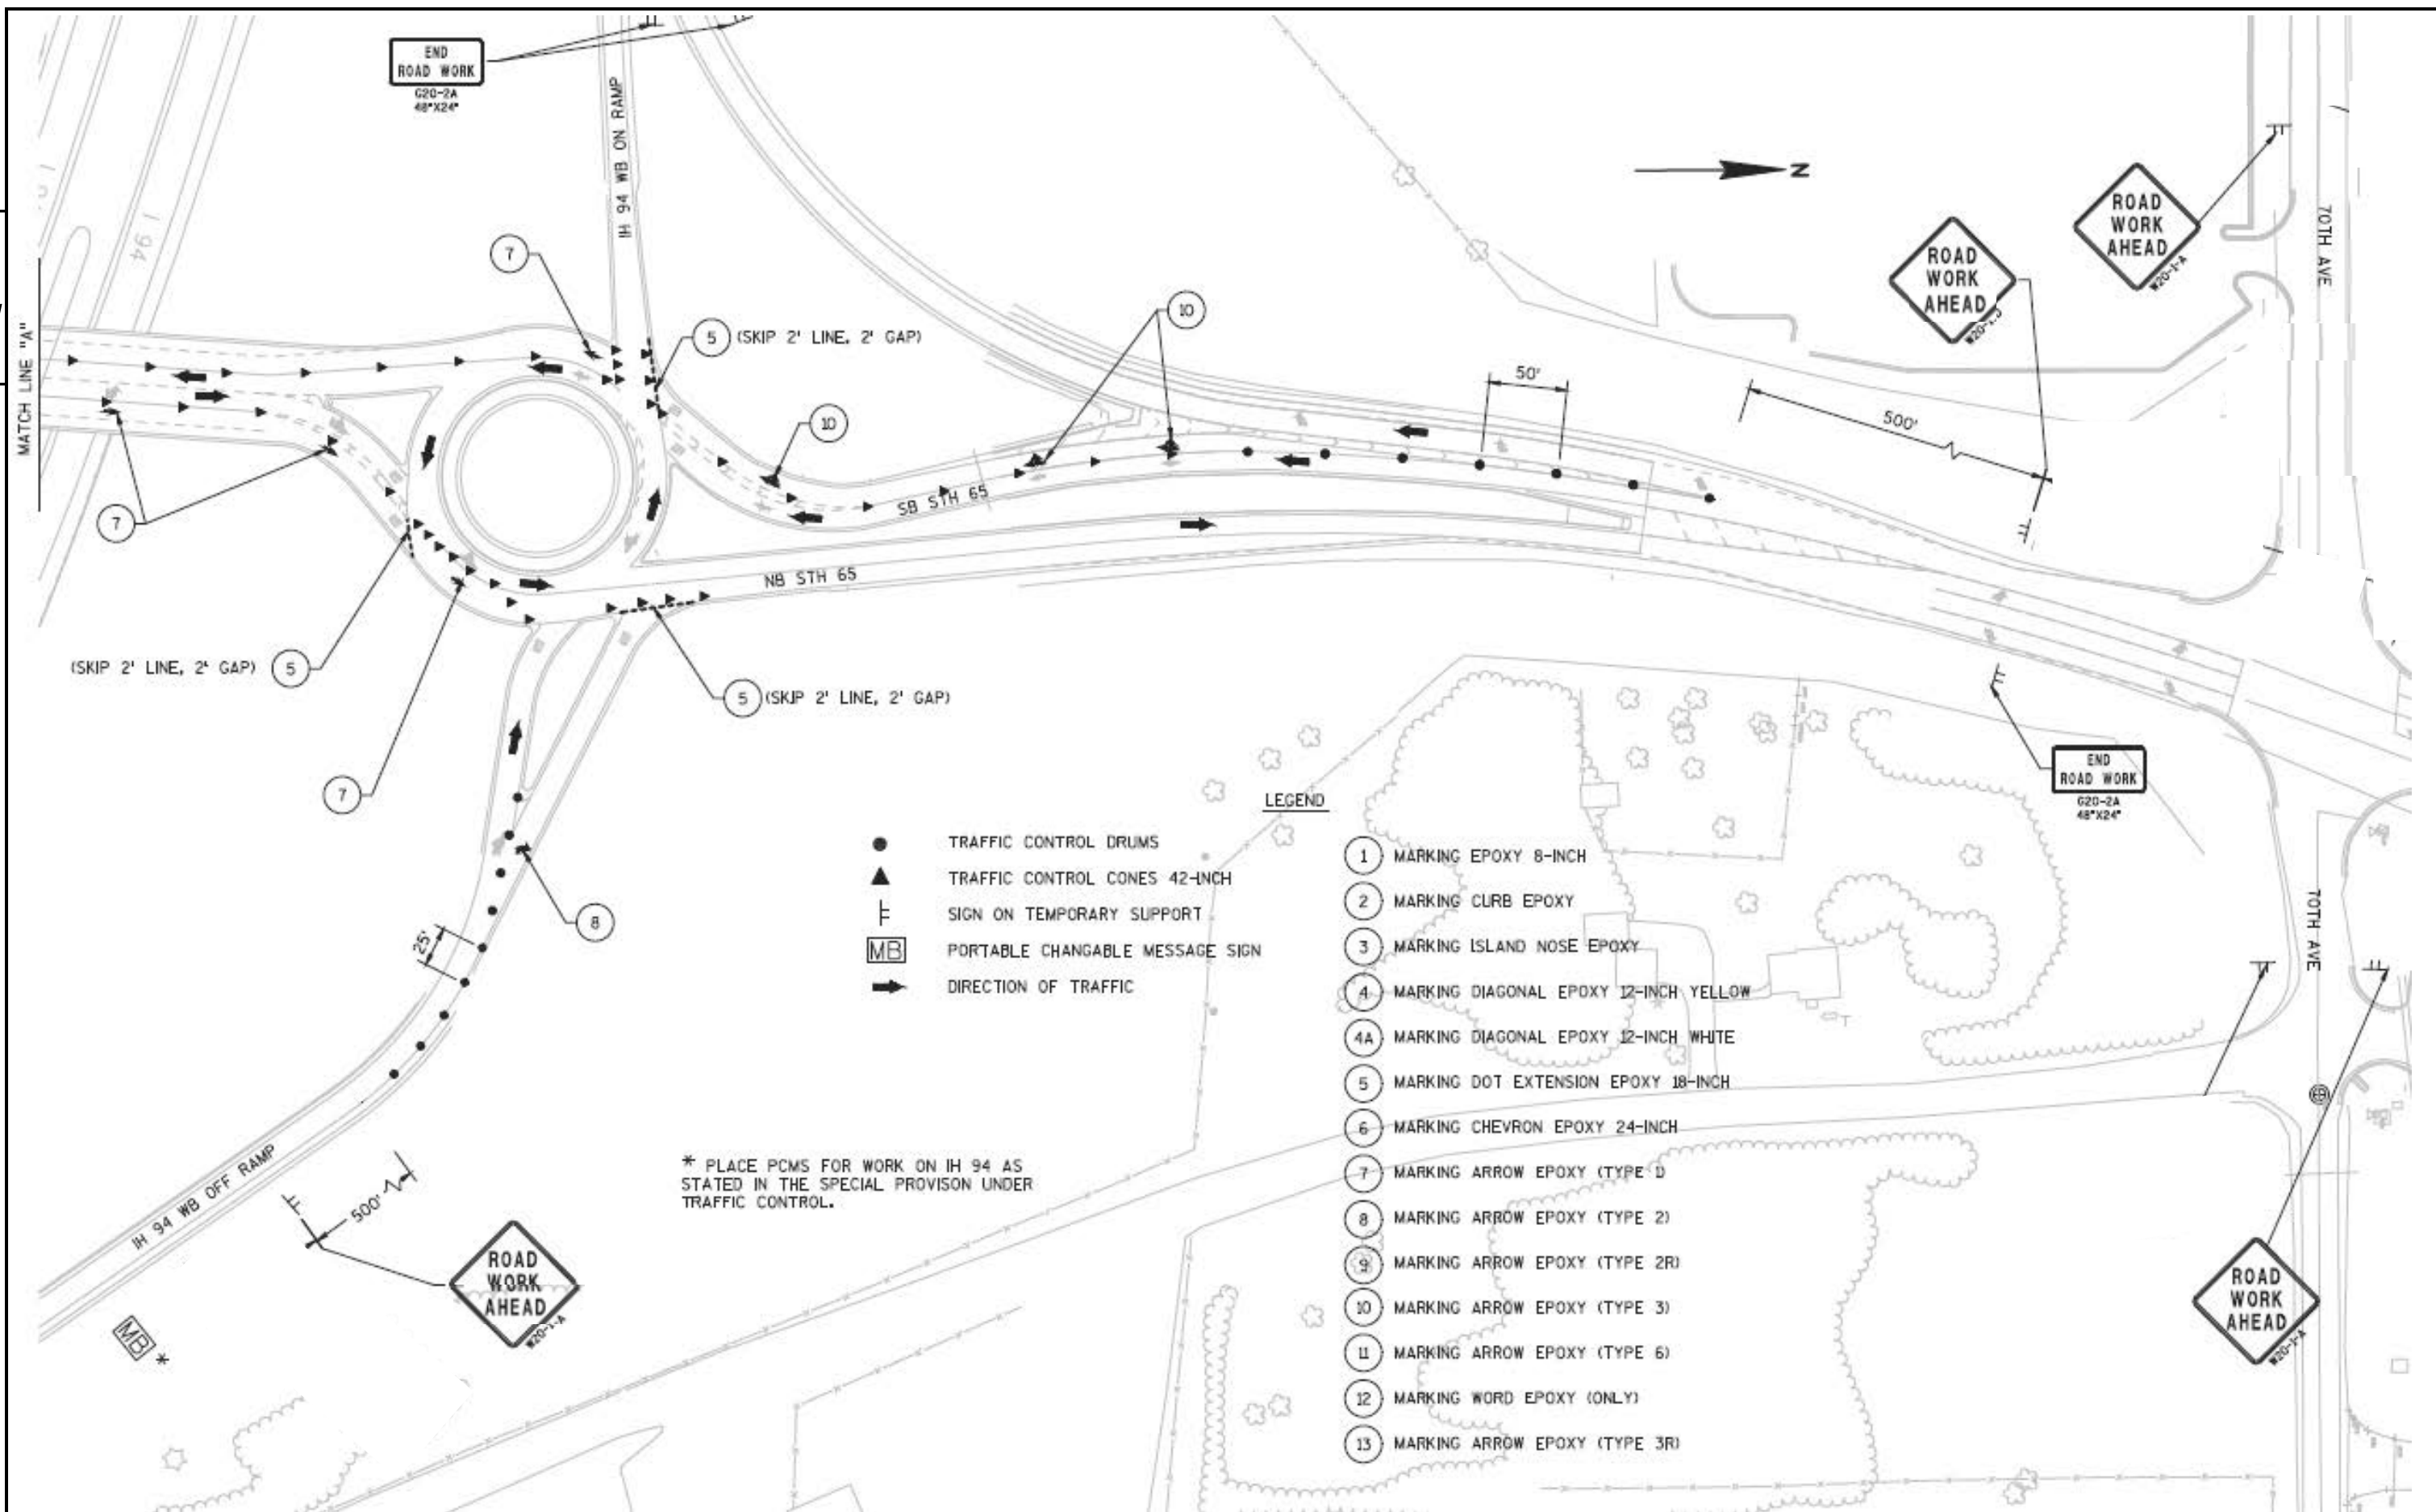 END
ROAD WORK
G20-2A
48"X24"
IH 94 WB ON RAMP
I 94
I 94
N
ROAD
WORK
AHEAD
W20-1-A
ROAD
WORK
AHEAD
70TH AVE
MATCH LINE "A"
7
5 (SKIP 2' LINE, 2' GAP)
10
10
50'
500'
7
SB STH 65
NB STH 65
(SKIP 2' LINE, 2' GAP) 5
5 (SKIP 2' LINE, 2' GAP)
7
8
25'
END
ROAD WORK
G20-2A
48"X24"
70TH AVE
LEGEND
TRAFFIC CONTROL DRUMS
TRAFFIC CONTROL CONES 42-INCH
SIGN ON TEMPORARY SUPPORT
MB PORTABLE CHANGABLE MESSAGE SIGN
DIRECTION OF TRAFFIC
1 MARKING EPOXY 8-INCH
2 MARKING CURB EPOXY
3 MARKING ISLAND NOSE EPOXY
4 MARKING DIAGONAL EPOXY 12-INCH YELLOW
4A MARKING DIAGONAL EPOXY 12-INCH WHITE
5 MARKING DOT EXTENSION EPOXY 18-INCH
6 MARKING CHEVRON EPOXY 24-INCH
7 MARKING ARROW EPOXY (TYPE 1)
8 MARKING ARROW EPOXY (TYPE 2)
9 MARKING ARROW EPOXY (TYPE 2R)
10 MARKING ARROW EPOXY (TYPE 3)
11 MARKING ARROW EPOXY (TYPE 6)
12 MARKING WORD EPOXY (ONLY)
13 MARKING ARROW EPOXY (TYPE 3R)
* PLACE PCMS FOR WORK ON IH 94 AS
STATED IN THE SPECIAL PROVISON UNDER
TRAFFIC CONTROL.
IH 94 WB OFF RAMP
500'
ROAD
WORK
AHEAD
W20-1-A
MB *
ROAD
WORK
AHEAD
W20-1-A